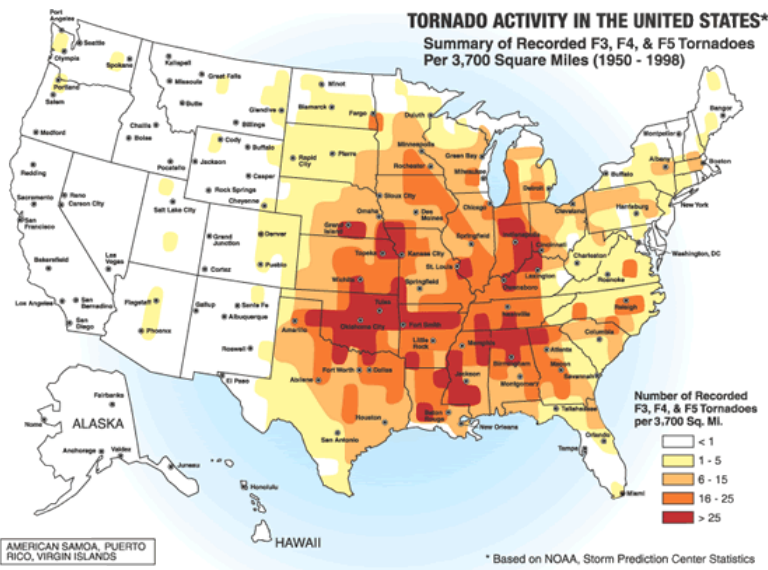 TORNADO ACTIVITY IN THE UNITED STATES*
Summary of Recorded F3, F4, & F5 Tornadoes
Per 3,700 Square Miles (1950 - 1998)
Port
Angeles
Seattle
Olympia
Spokane
Portland
Salem
Medford
Kalispell
Missoula
Great Falls
Butte
Glendive
Billings
Challis
Boise
Pocatello
Cody
Buffalo
Jackson
Casper
Rock Springs
Cheyenne
Minot
Bismarck
Fargo
Duluth
Rapid
City
Pierre
Minneapolis
Rochester
Green Bay
Milwaukee
Sioux City
Omaha
Des
Moines
Chicago
Detroit
Cleveland
Buffalo
Montpelier
Bangor
Albany
Boston
New York
Harrisburg
Washington, DC
Redding
Sacramento
San
Francisco
Reno
Carson City
Bakersfield
Las
Vegas
Los Angeles
San
Bernadino
San
Diego
Salt Lake City
Grand
Junction
Denver
Pueblo
Cortez
Flagstaff
Phoenix
Gallup
Santa Fe
Albuquerque
Roswell
El Paso
Grand
Island
Topeka
Kansas City
Springfield
St. Louis
Wichita
Springfield
Indianapolis
Cincinnati
Lexington
Owensboro
Charleston
Roanoke
Raleigh
Columbia
Nashville
Tulsa
Amarillo
Oklahoma City
Fort Smith
Little
Rock
Memphis
Birmingham
Atlanta
Macon
Savannah
Montgomery
Jackson
Abilene
Fort Worth
Dallas
Houston
San Antonio
Baton
Rouge
New Orleans
Tallahassee
Orlando
Tampa
Miami
Fairbanks
Nome
ALASKA
Anchorage
Valdez
Juneau
Honolulu
HAWAII
AMERICAN SAMOA, PUERTO
RICO, VIRGIN ISLANDS
Number of Recorded
F3, F4, & F5 Tornadoes
per 3,700 Sq. Mi.
< 1
1 - 5
6 - 15
16 - 25
> 25
* Based on NOAA, Storm Prediction Center Statistics